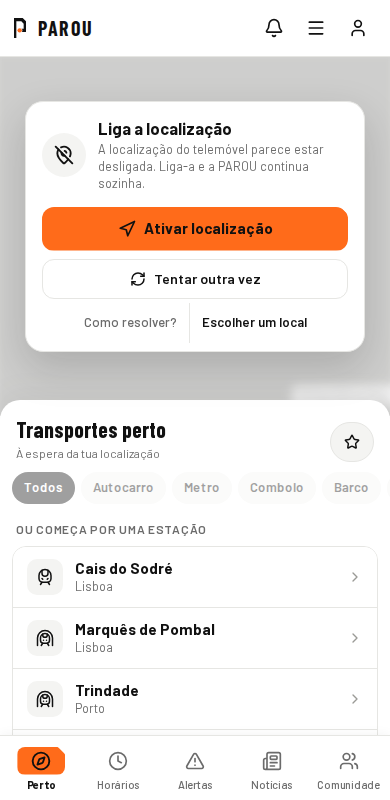 PAROU
Liga a localização
A localização do telemóvel parece estar
desligada. Liga-a e a PAROU continua
sozinha.
Ativar localização
Tentar outra vez
Como resolver?
Escolher um local
Transportes perto
À espera da tua localização
Todos
Autocarro
Metro
Comboio
Barco
OU COMEÇA POR UMA ESTAÇÃO
Cais do Sodré
Lisboa
Marquês de Pombal
Lisboa
Trindade
Porto
Perto
Horários
Alertas
Notícias
Comunidade